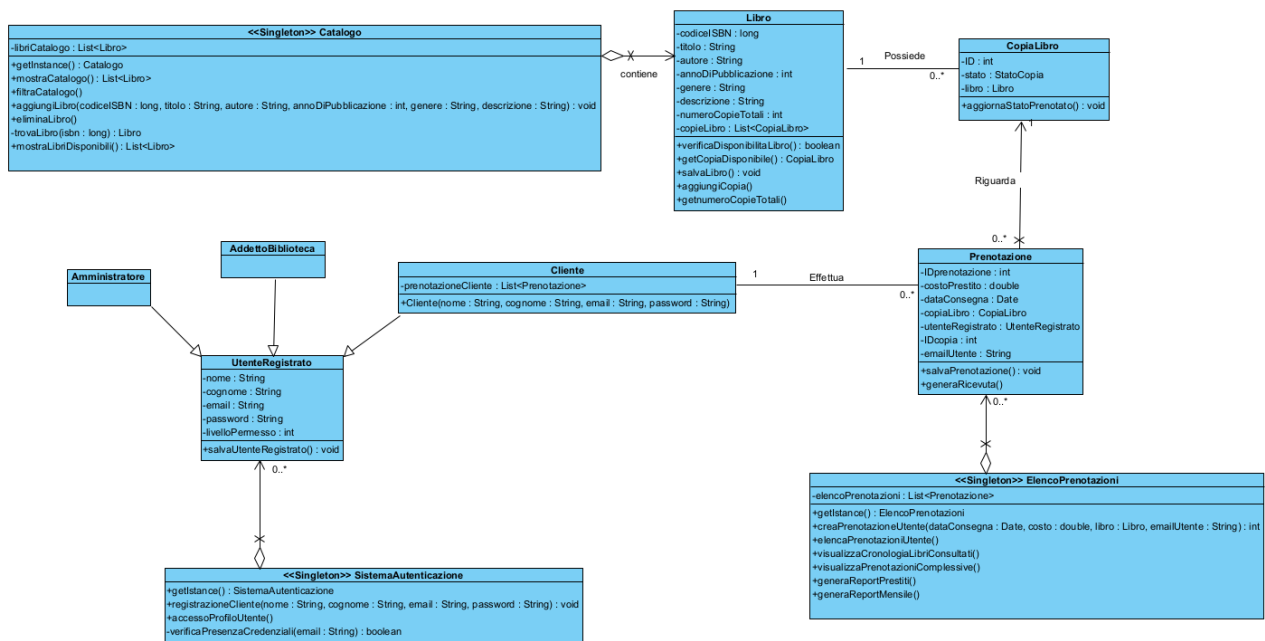 <<Singleton>> Catalogo
-libriCatalogo : List<Libro>
+getInstance() : Catalogo
+mostraCatalogo() : List<Libro>
+filtraCatalogo()
+aggiungiLibro(codiceISBN : long, titolo : String, autore : String, annoDiPubblicazione : int, genere : String, descrizione : String) : void
+eliminaLibro()
-trovaLibro(isbn : long) : Libro
+mostraLibriDisponibili() : List<Libro>
contiene
Libro
-codiceISBN : long
-titolo : String
-autore : String
-annoDiPubblicazione : int
-genere : String
-descrizione : String
-numeroCopieTotali : int
-copieLibro : List<CopiaLibro>
+verificaDisponibilitaLibro() : boolean
+getCopiaDisponibile() : CopiaLibro
+salvaLibro() : void
+aggiungiCopia()
+getnumeroCopieTotali()
Possiede
1
0..*
CopiaLibro
-ID : int
-stato : StatoCopia
-libro : Libro
+aggiornaStatoPrenotato() : void
1
Riguarda
0..*
Amministratore
AddettoBiblioteca
Cliente
-prenotazioneCliente : List<Prenotazione>
+Cliente(nome : String, cognome : String, email : String, password : String)
1
Effettua
0..*
Prenotazione
-IDprenotazione : int
-costoPrestito : double
-dataConsegna : Date
-copiaLibro : CopiaLibro
-utenteRegistrato : UtenteRegistrato
-IDcopia : int
-emailUtente : String
+salvaPrenotazione() : void
+generaRicevuta()
0..*
UtenteRegistrato
-nome : String
-cognome : String
-email : String
-password : String
-livelloPermesso : int
+salvaUtenteRegistrato() : void
0..*
<<Singleton>> ElencoPrenotazioni
-elencoPrenotazioni : List<Prenotazione>
+getIstance() : ElencoPrenotazioni
+creaPrenotazioneUtente(dataConsegna : Date, costo : double, libro : Libro, emailUtente : String) : int
+elencaPrenotazioniUtente()
+visualizzaCronologiaLibriConsultati()
+visualizzaPrenotazioniComplessive()
+generaReportPrestiti()
+generaReportMensile()
<<Singleton>> SistemaAutenticazione
+getIstance() : SistemaAutenticazione
+registrazioneCliente(nome : String, cognome : String, email : String, password : String) : void
+accessoProfiloUtente()
-verificaPresenzaCredenziali(email : String) : boolean